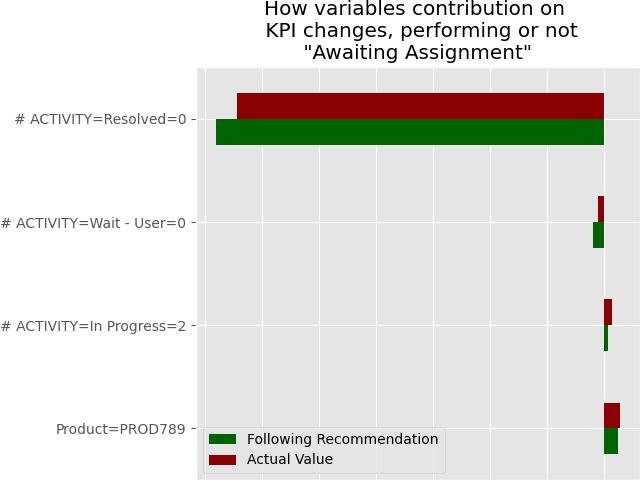 How variables contribution on
KPI changes, performing or not
"Awaiting Assignment"
# ACTIVITY=Resolved=0
# ACTIVITY=Wait - User=0
# ACTIVITY=In Progress=2
Product=PROD789
Following Recommendation
Actual Value